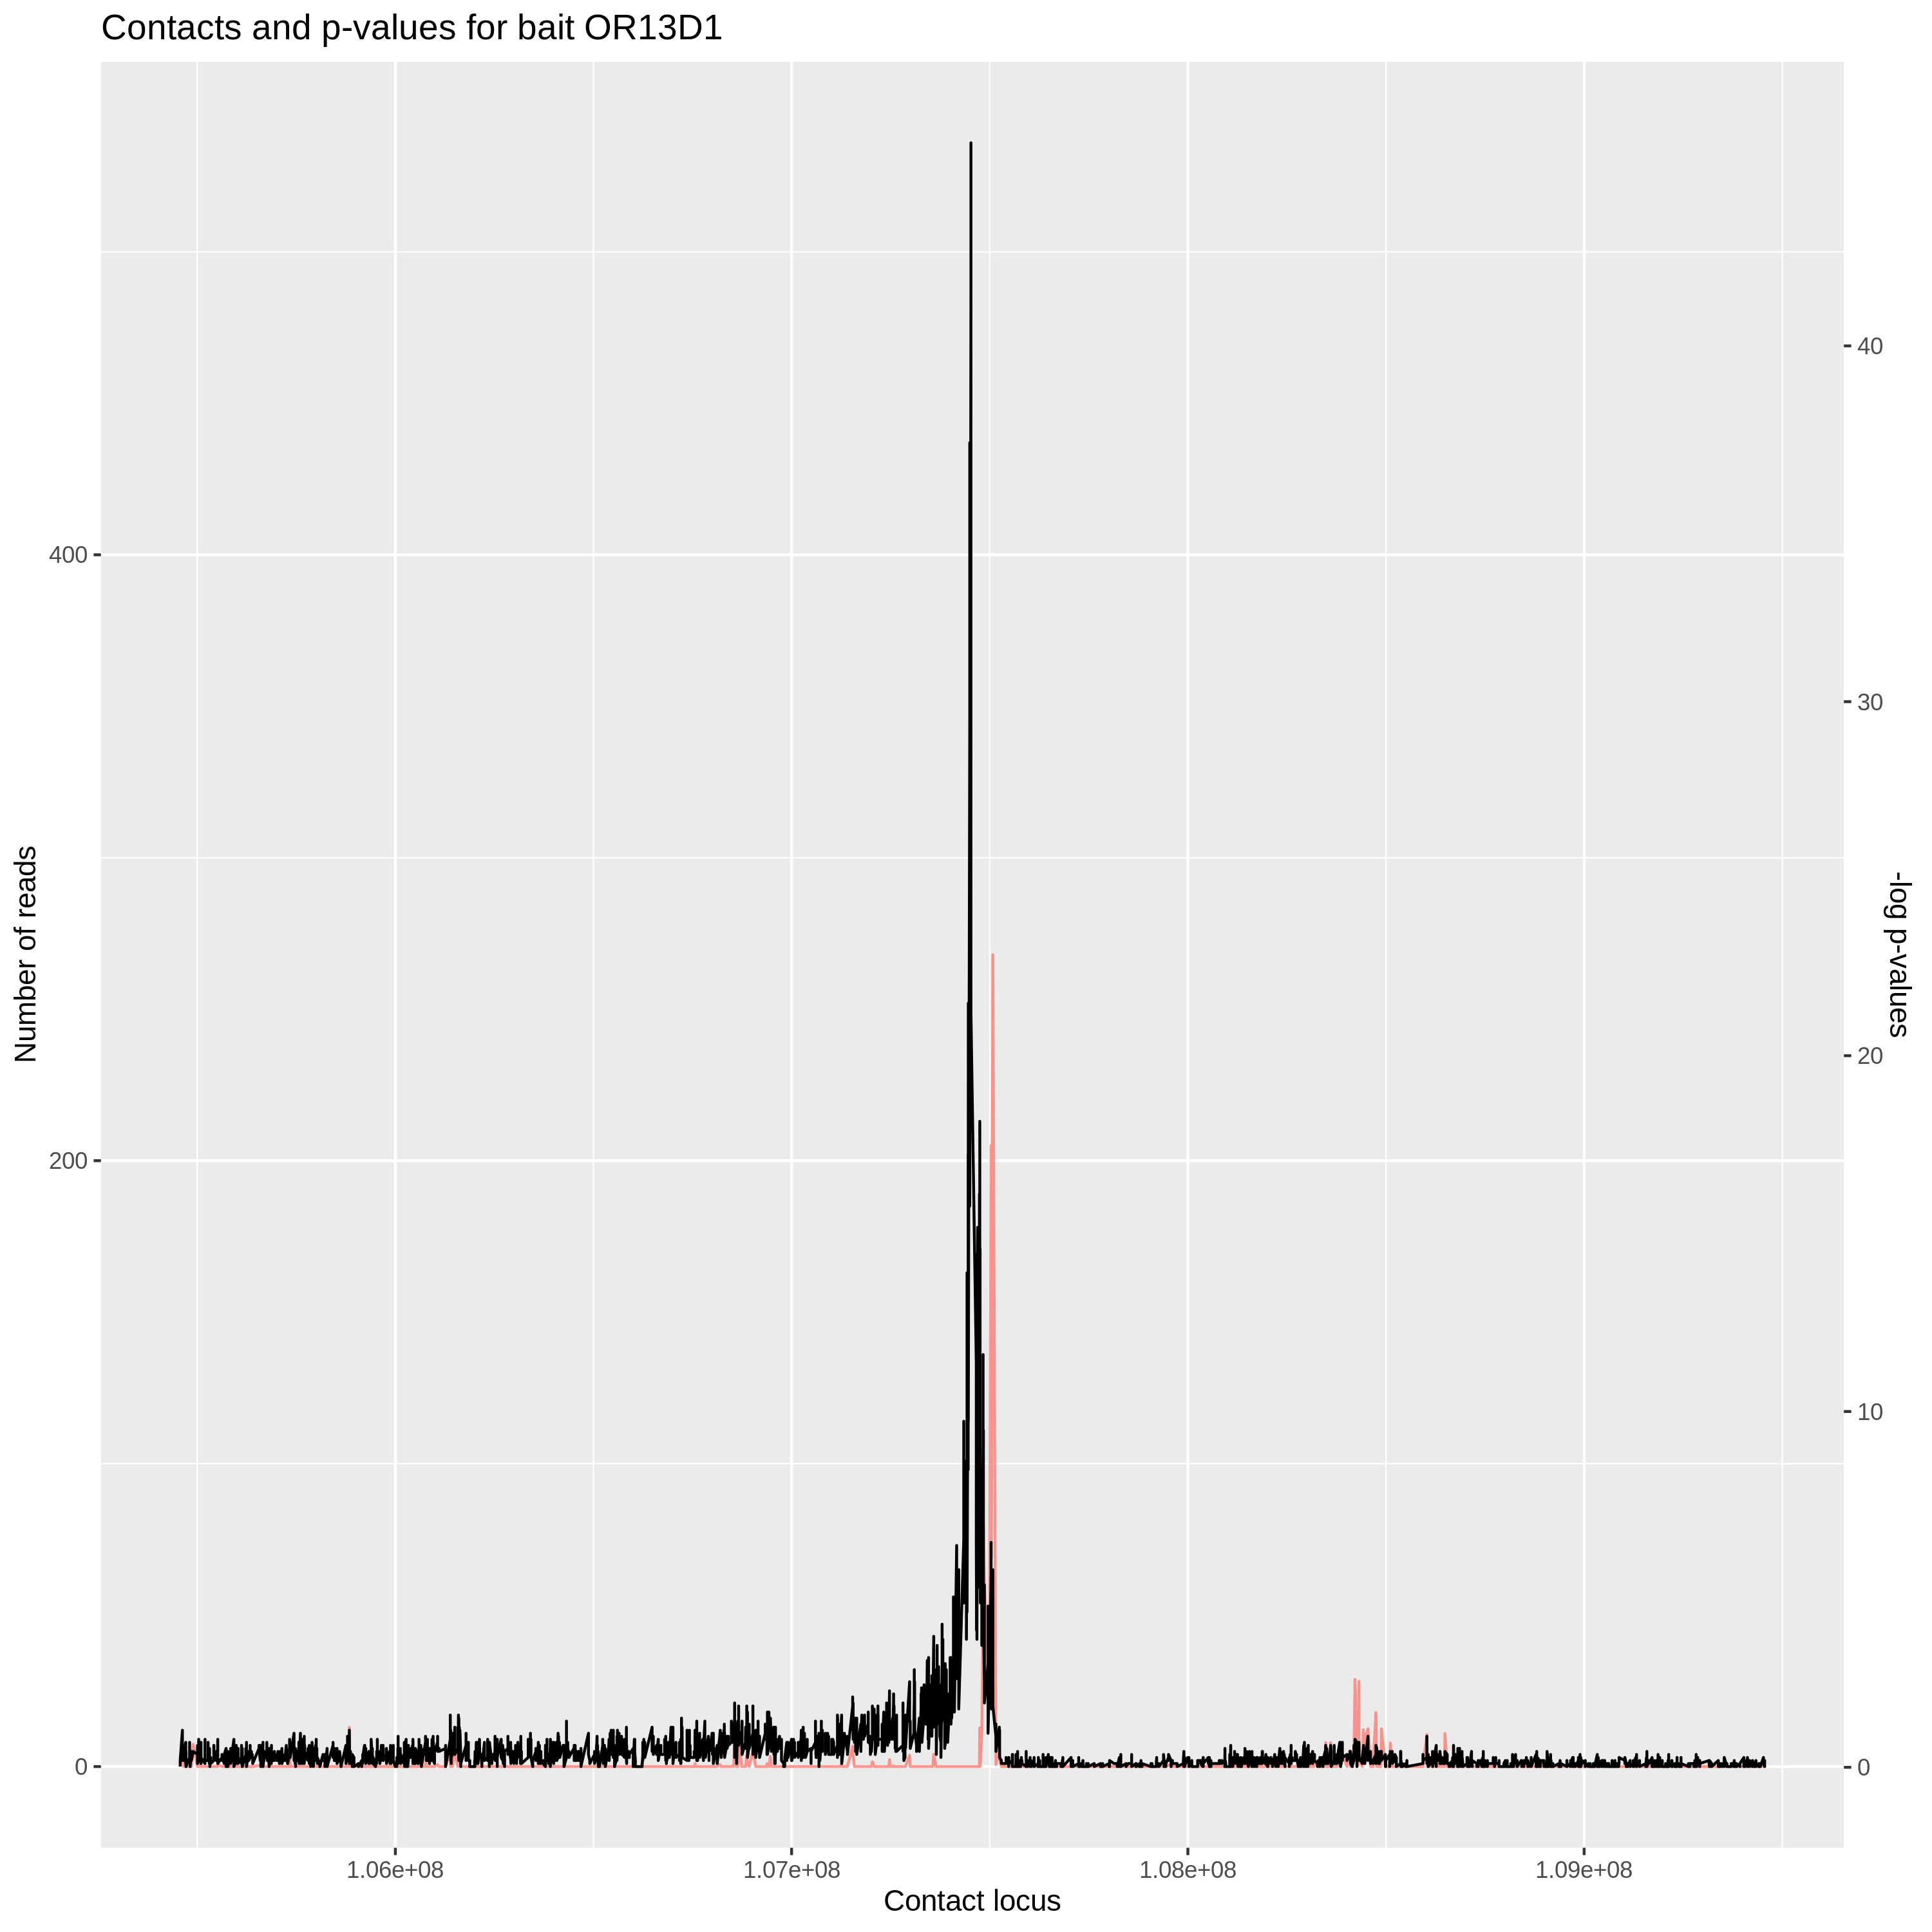 Contacts and p-values for bait OR13D1
Number of reads
400
200
0
40
30
20
10
0
-log p-values
1.06e+08 1.07e+08 1.08e+08 1.09e+08
Contact locus